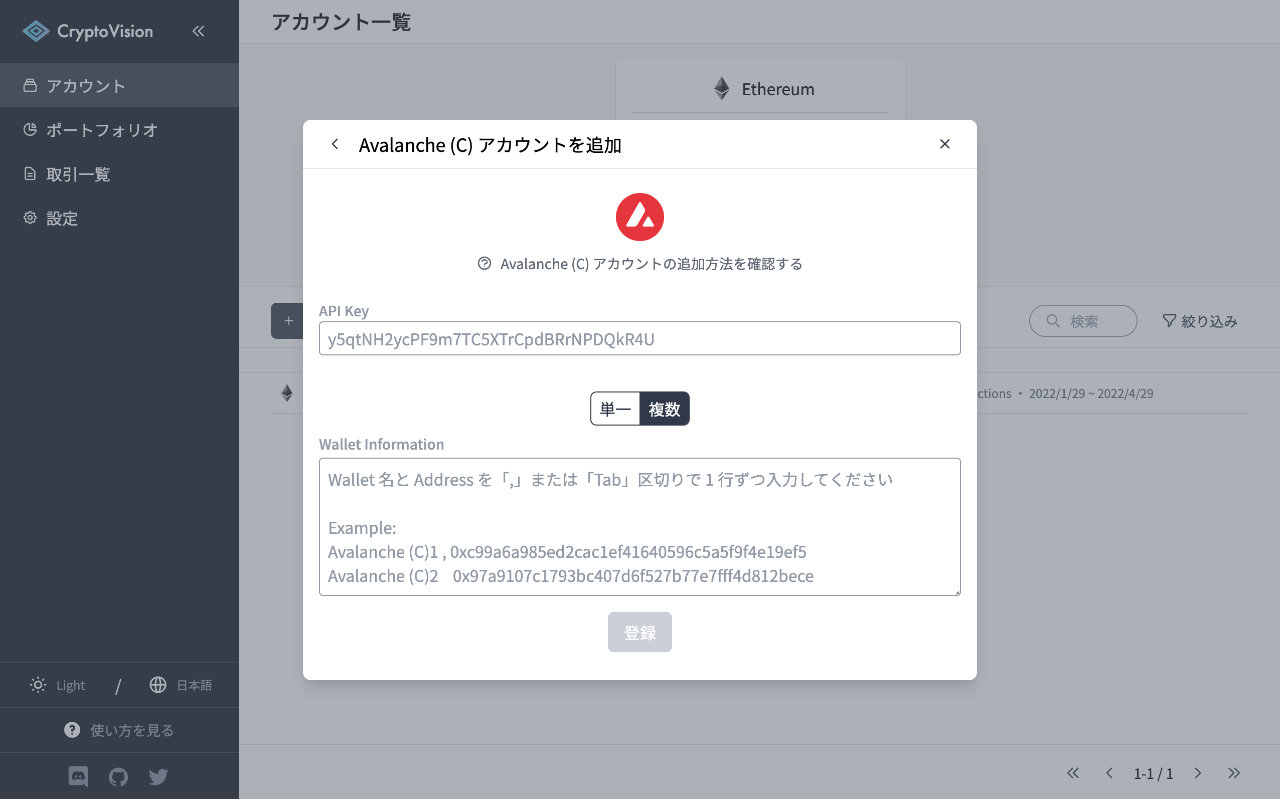 CryptoVision
アカウント
ポートフォリオ
取引一覧
設定
Light / 日本語
使い方を見る
アカウント一覧
Ethereum
Avalanche (C) アカウントを追加
Avalanche (C) アカウントの追加方法を確認する
API Key
y5qtNH2ycPF9m7TC5XTrCpdBRrNPDQkR4U
単一 複数
Wallet Information
Wallet 名と Address を「,」または「Tab」区切りで 1 行ずつ入力してください
Example:
Avalanche (C)1 , 0xc99a6a985ed2cac1ef41640596c5a5f9f4e19ef5
Avalanche (C)2 0x97a9107c1793bc407d6f527b77e7fff4d812bece
登録
検索 絞り込み
ctions • 2022/1/29 ~ 2022/4/29
1-1 / 1